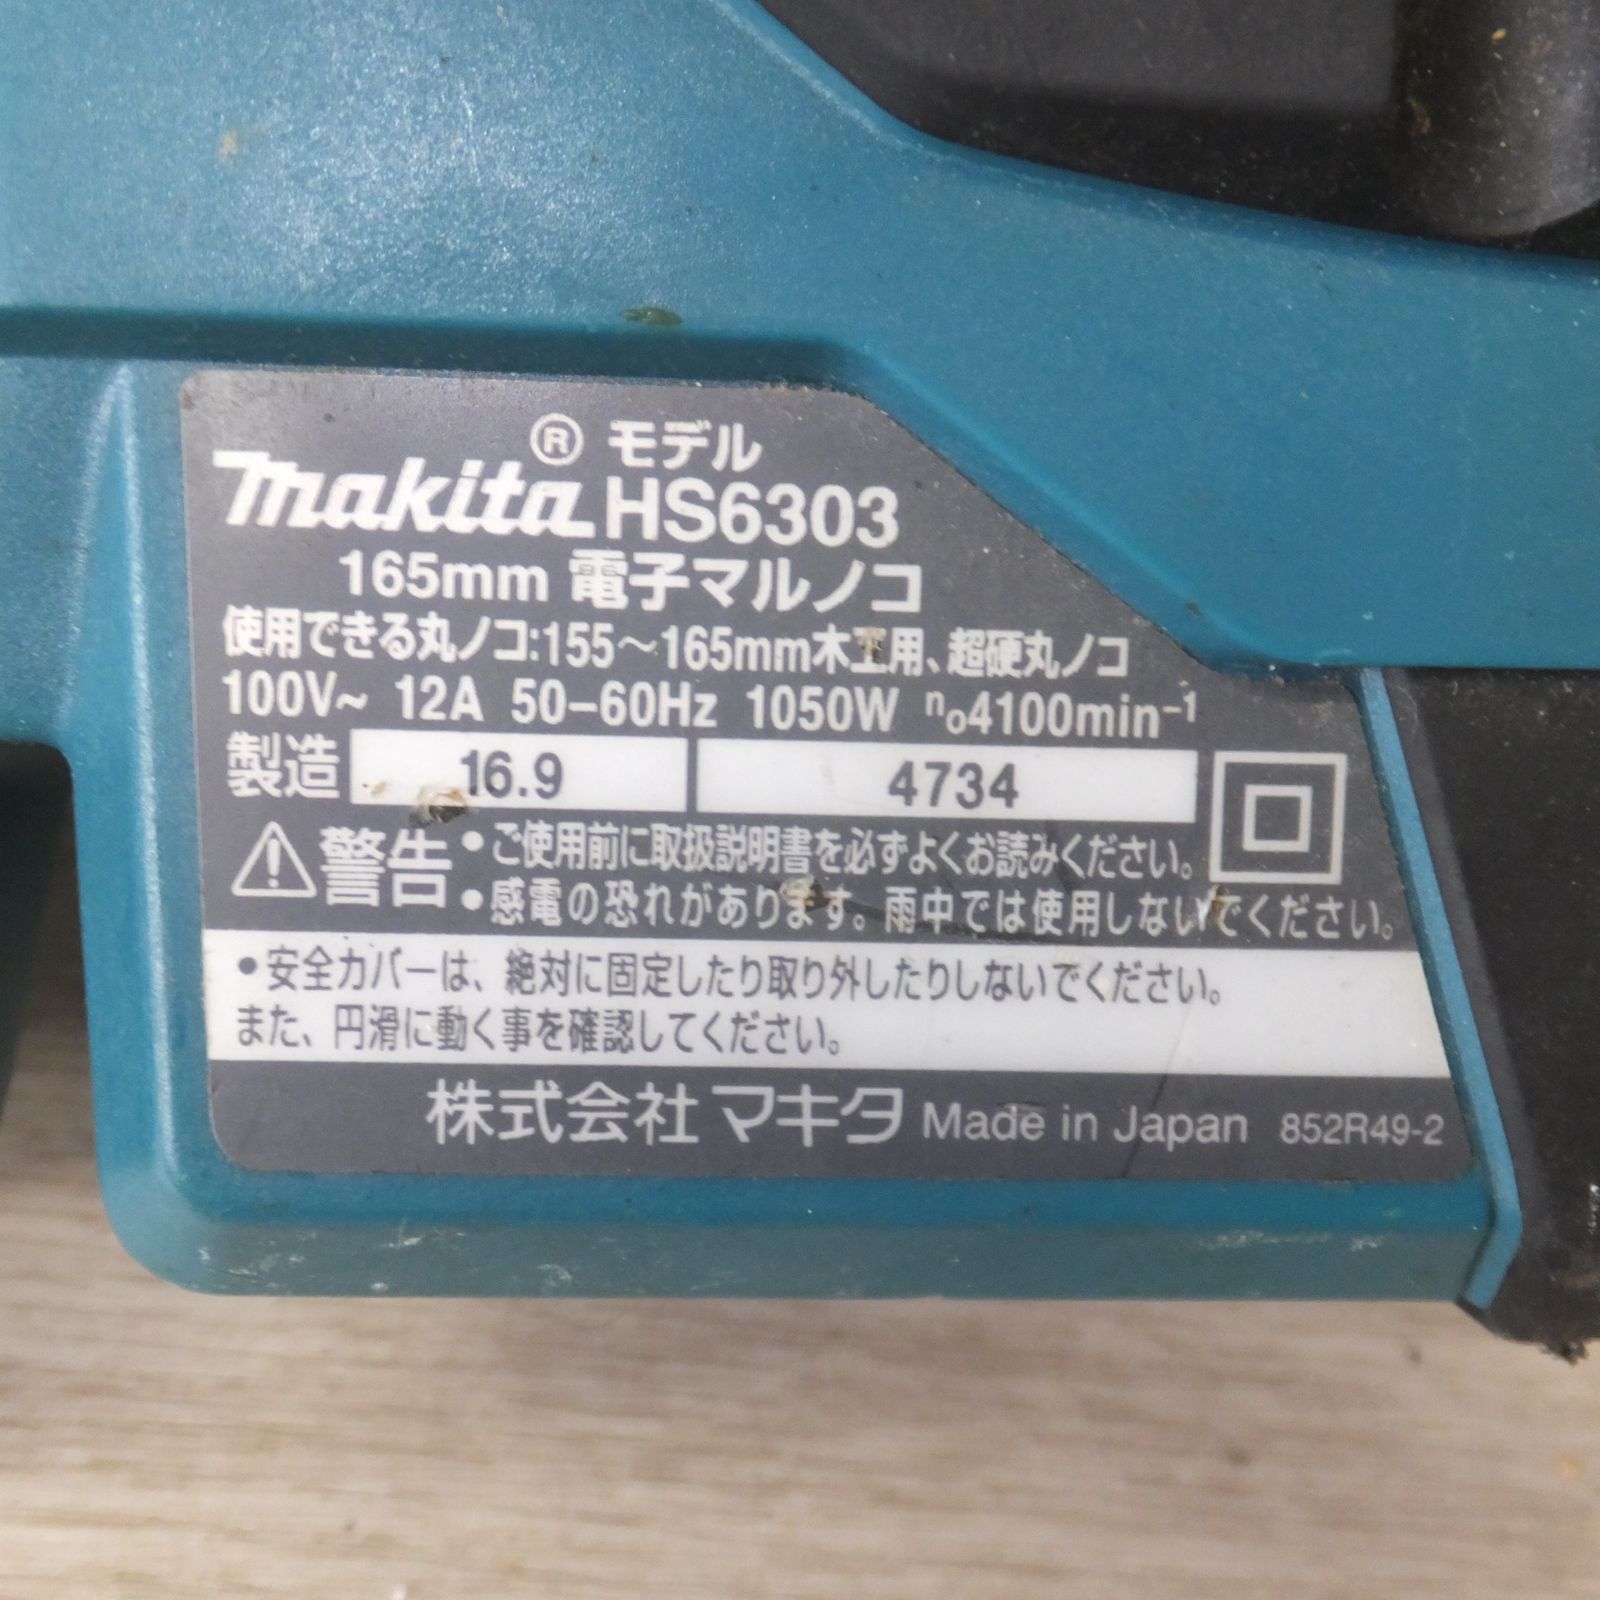 makita® モデル
HS6303
165mm 電子マルノコ
使用できる丸ノコ:155～165mm木工用、超硬丸ノコ
100V~ 12A 50-60Hz 1050W n₀4100min⁻¹
製造 16.9 4734
警告 •ご使用前に取扱説明書を必ずよくお読みください。
•感電の恐れがあります。雨中では使用しないでください。
•安全カバーは、絶対に固定したり取り外したりしないでください。
また、円滑に動く事を確認してください。
株式会社マキタ Made in Japan 852R49-2